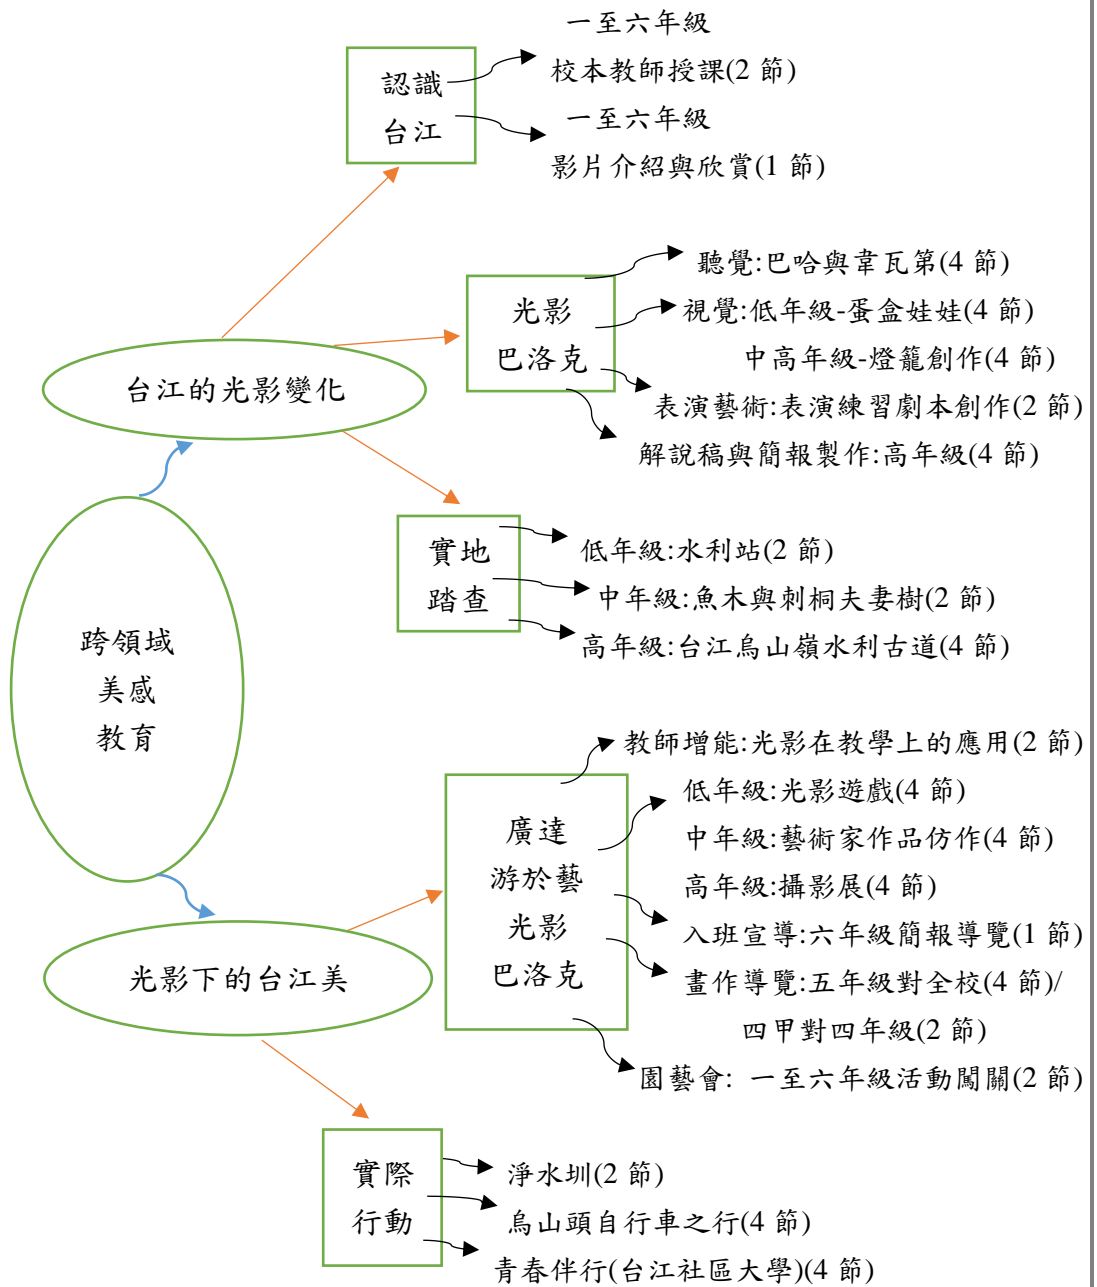 一至六年級
校本教師授課(2 節)
認識
台江
一至六年級
影片介紹與欣賞(1 節)
聽覺:巴哈與韋瓦第(4 節)
光影
巴洛克
視覺:低年級-蛋盒娃娃(4 節)
中高年級-燈籠創作(4 節)
表演藝術:表演練習劇本創作(2 節)
解說稿與簡報製作:高年級(4 節)
台江的光影變化
實地
踏查
低年級:水利站(2 節)
中年級:魚木與刺桐夫妻樹(2 節)
高年級:台江烏山嶺水利古道(4 節)
跨領域
美感
教育
教師增能:光影在教學上的應用(2 節)
廣達
游於藝
光影
巴洛克
低年級:光影遊戲(4 節)
中年級:藝術家作品仿作(4 節)
高年級:攝影展(4 節)
入班宣導:六年級簡報導覽(1 節)
畫作導覽:五年級對全校(4 節)/
四甲對四年級(2 節)
園藝會: 一至六年級活動闖關(2 節)
光影下的台江美
實際
行動
淨水圳(2 節)
烏山頭自行車之行(4 節)
青春伴行(台江社區大學)(4 節)